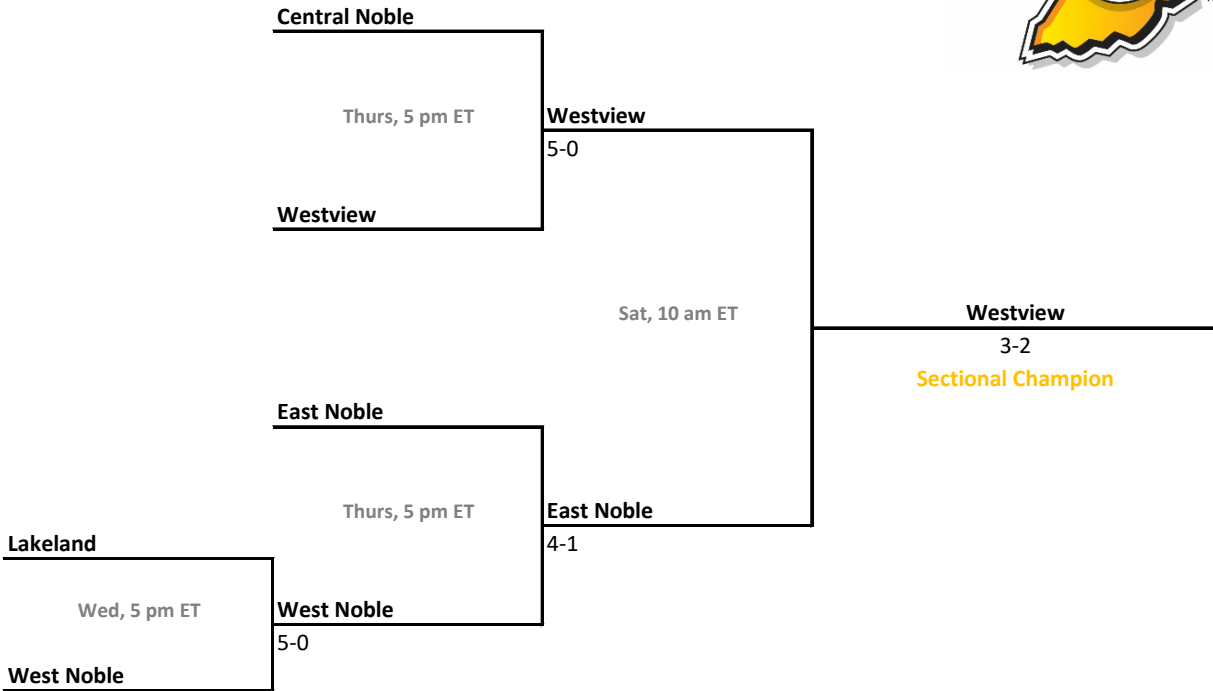 Central Noble
Thurs, 5 pm ET
Westview
5-0
Westview
Sat, 10 am ET
Westview
3-2
Sectional Champion
East Noble
Thurs, 5 pm ET
East Noble
4-1
Lakeland
Wed, 5 pm ET
West Noble
5-0
West Noble